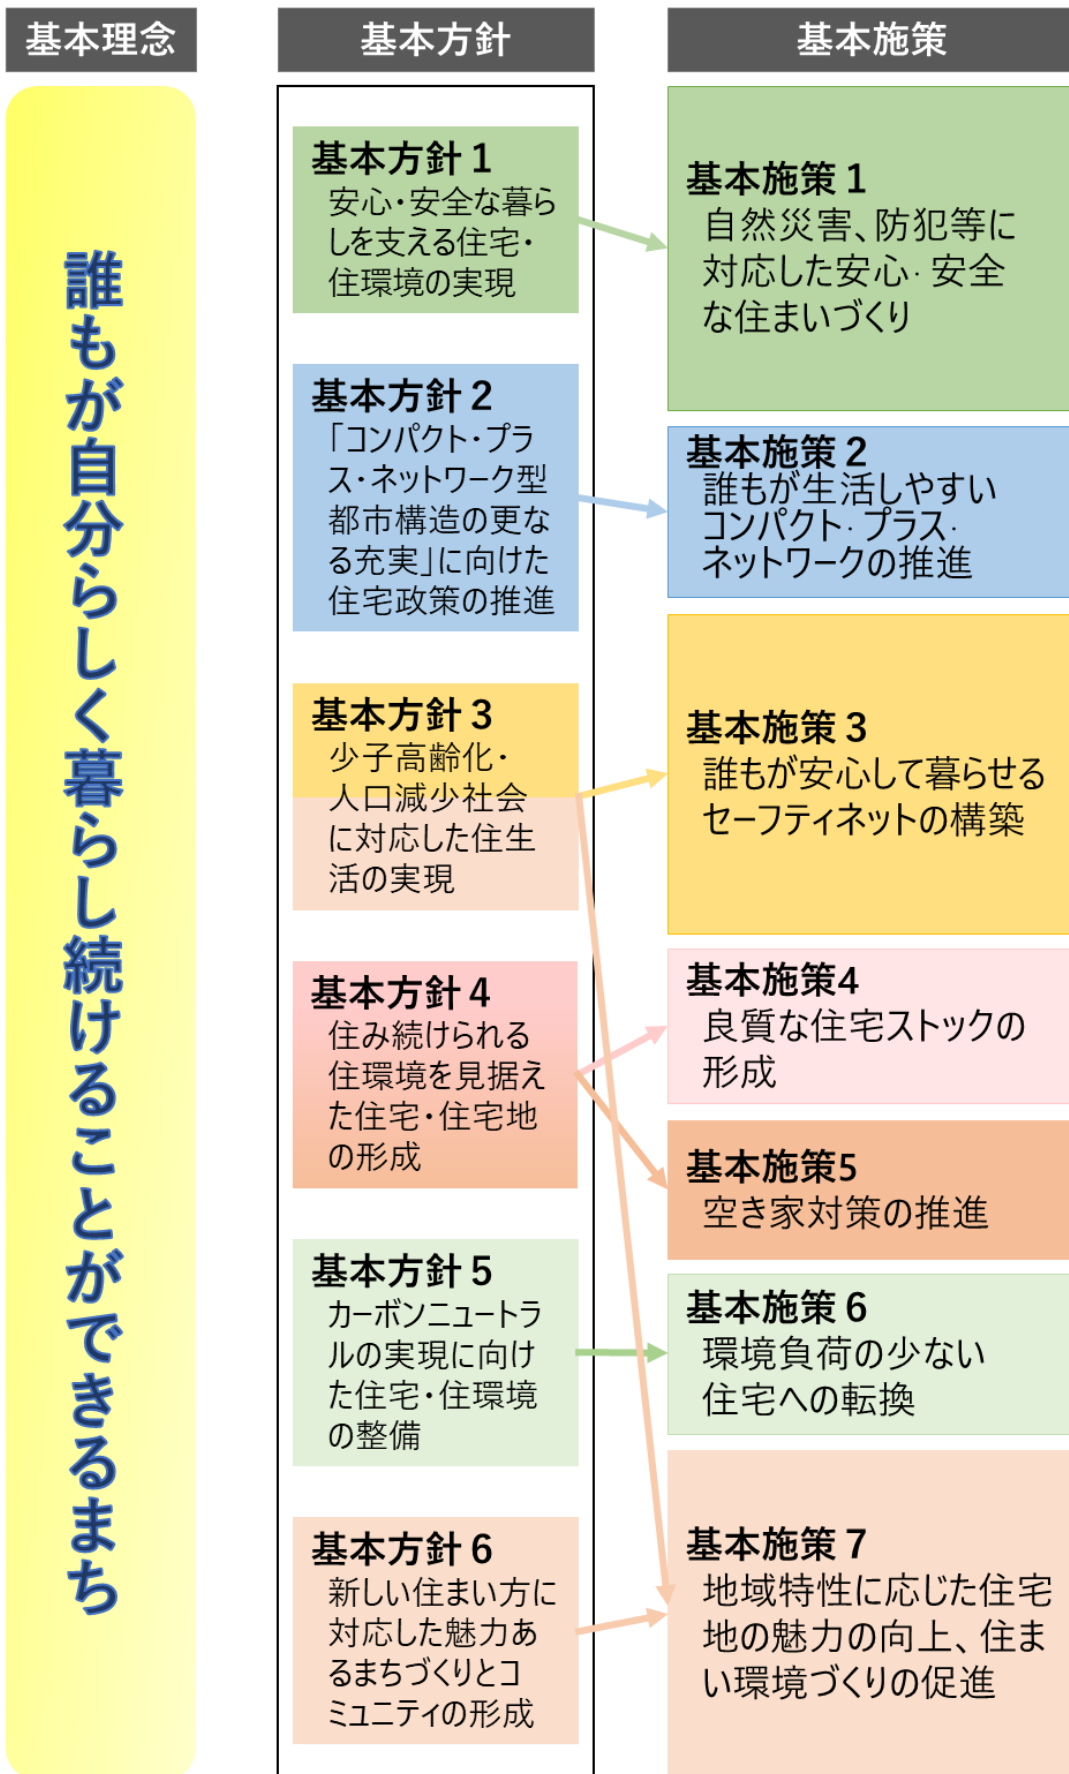 基本理念
基本方針
基本施策
誰もが自分らしく暮らし続けることができるまち
基本方針1
安心・安全な暮ら
しを支える住宅・
住環境の実現
基本方針2
「コンパクト・プラ
ス・ネットワーク型
都市構造の更な
る充実」に向けた
住宅政策の推進
基本方針3
少子高齢化・
人口減少社会
に対応した住生
活の実現
基本方針4
住み続けられる
住環境を見据え
た住宅・住宅地
の形成
基本方針5
カーボンニュートラ
ルの実現に向け
た住宅・住環境
の整備
基本方針6
新しい住まい方に
対応した魅力あ
るまちづくりとコ
ミュニティの形成
基本施策1
自然災害、防犯等に
対応した安心・安全
な住まいづくり
基本施策2
誰もが生活しやすい
コンパクト・プラス・
ネットワークの推進
基本施策3
誰もが安心して暮らせる
セーフティネットの構築
基本施策4
良質な住宅ストックの
形成
基本施策5
空き家対策の推進
基本施策6
環境負荷の少ない
住宅への転換
基本施策7
地域特性に応じた住宅
地の魅力の向上、住ま
い環境づくりの促進